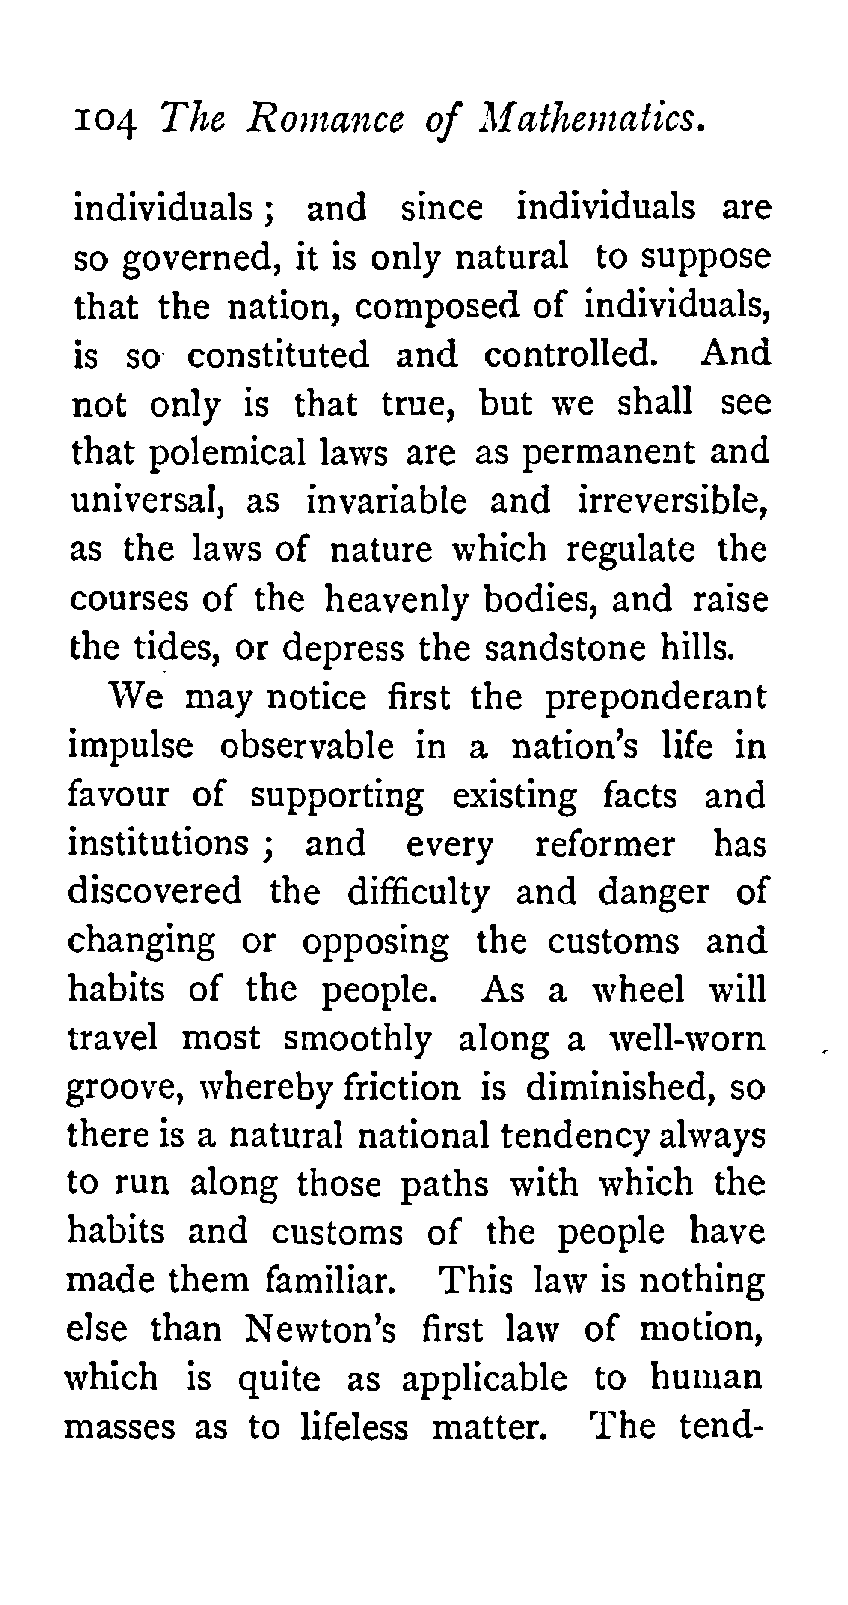 104 The Romance of Mathematics.
individuals ; and since individuals are
so governed, it is only natural to suppose
that the nation, composed of individuals,
is so constituted and controlled. And
not only is that true, but we shall see
that polemical laws are as permanent and
universal, as invariable and irreversible,
as the laws of nature which regulate the
courses of the heavenly bodies, and raise
the tides, or depress the sandstone hills.
We may notice first the preponderant
impulse observable in a nation's life in
favour of supporting existing facts and
institutions ; and every reformer has
discovered the difficulty and danger of
changing or opposing the customs and
habits of the people. As a wheel will
travel most smoothly along a well-worn
groove, whereby friction is diminished, so
there is a natural national tendency always
to run along those paths with which the
habits and customs of the people have
made them familiar. This law is nothing
else than Newton's first law of motion,
which is quite as applicable to human
masses as to lifeless matter. The tend-